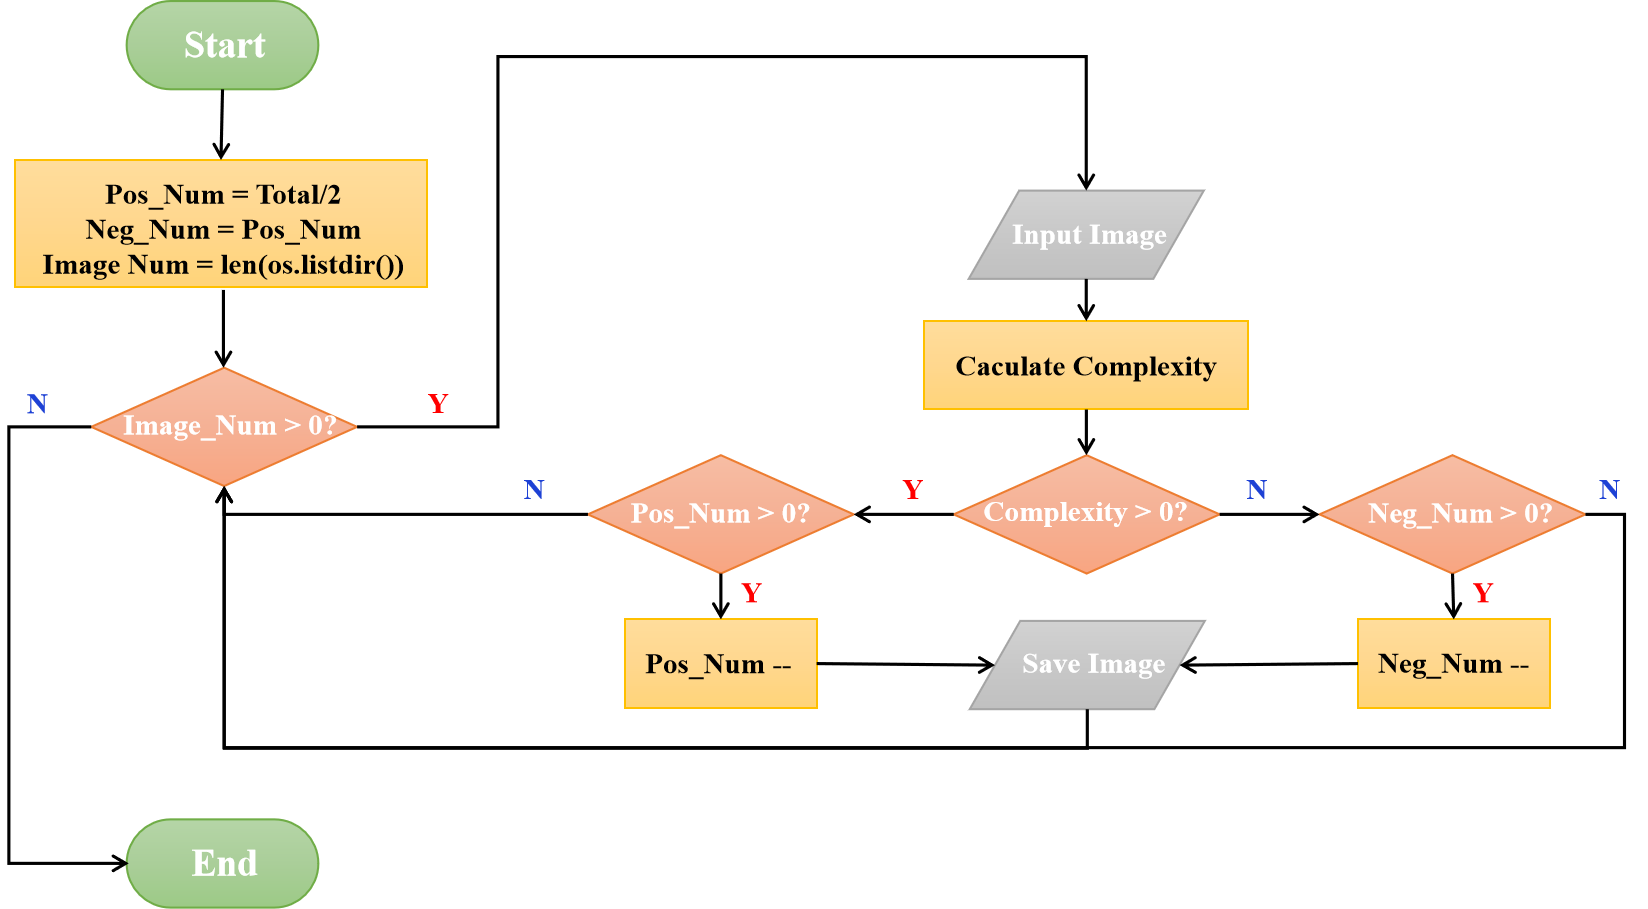 Start
Pos_Num = Total/2
Neg_Num = Pos_Num
Image Num = len(os.listdir())
N
Image_Num > 0?
Y
Input Image
Caculate Complexity
N
Pos_Num > 0?
Y
Complexity > 0?
N
Neg_Num > 0?
N
Y
Y
Pos_Num --
Save Image
Neg_Num --
End